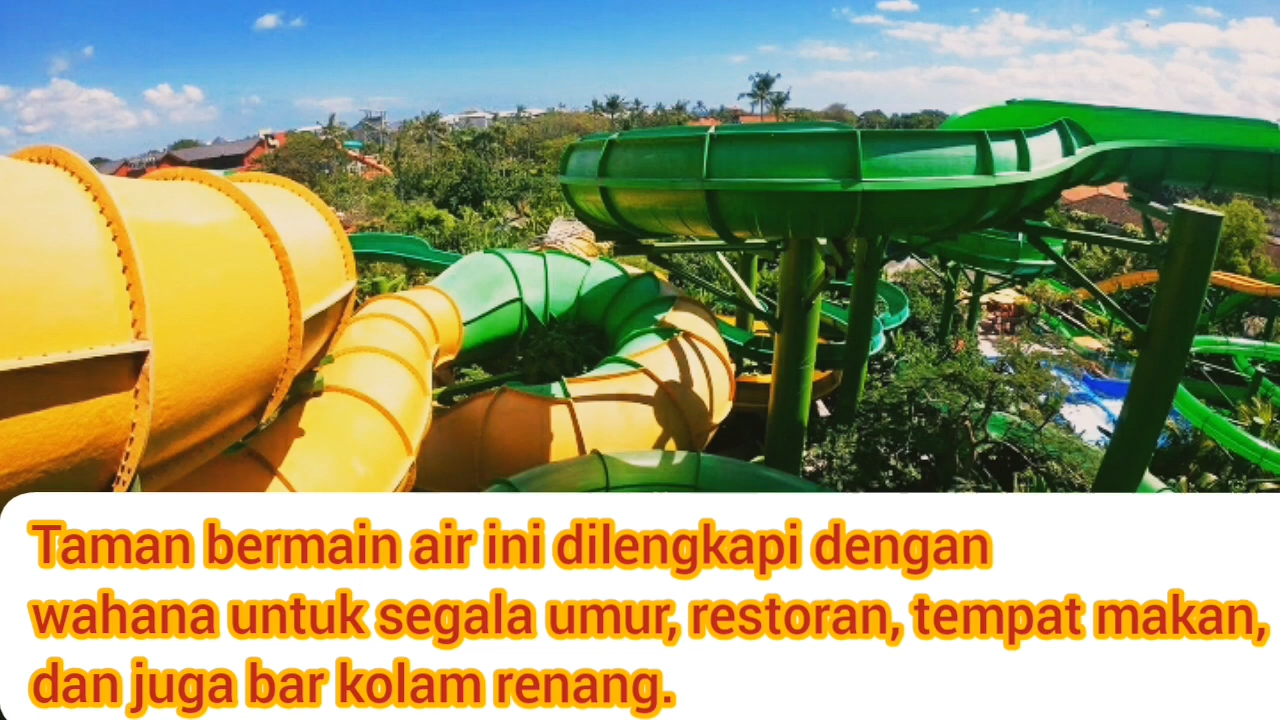 Taman bermain air ini dilengkapi dengan
wahana untuk segala umur, restoran, tempat makan,
dan juga bar kolam renang.